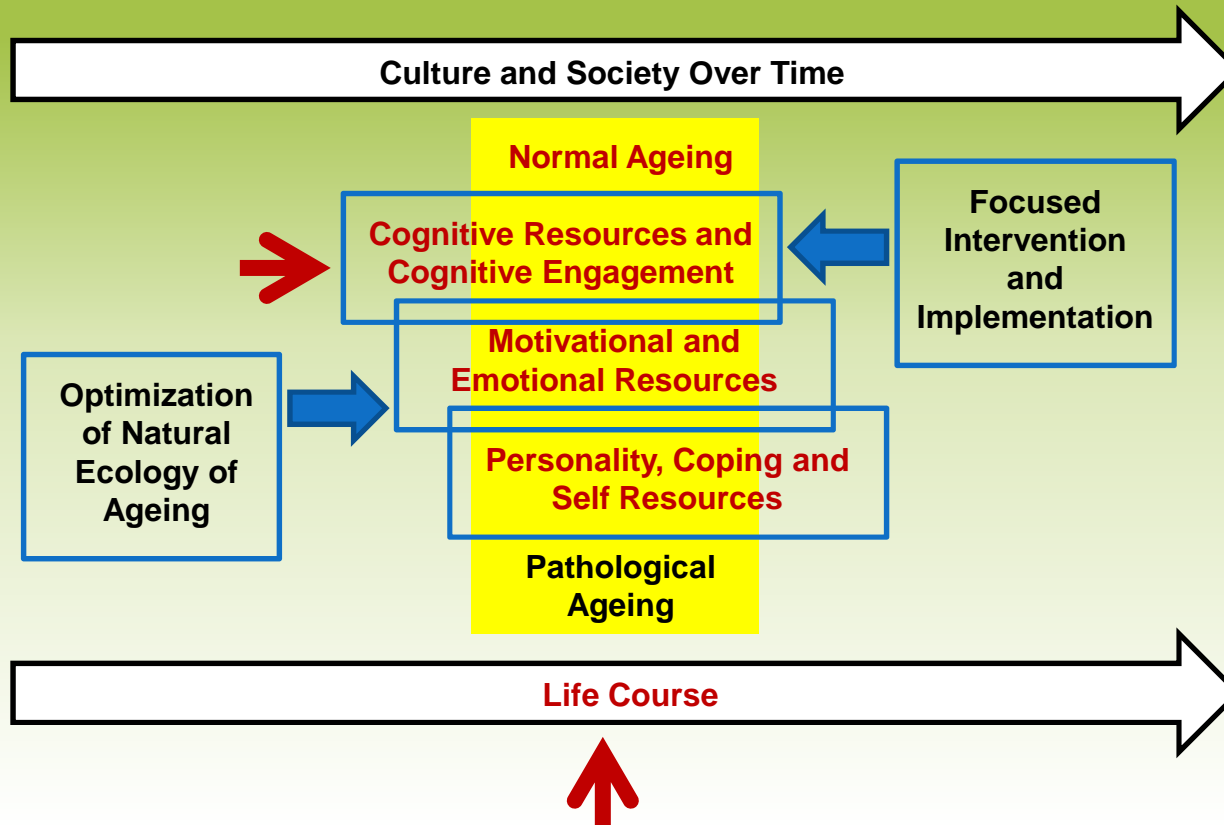 Culture and Society Over Time
Normal Ageing
Cognitive Resources and
Cognitive Engagement
Focused
Intervention
and
Implementation
Motivational and
Emotional Resources
Optimization
of Natural
Ecology of
Ageing
Personality, Coping and
Self Resources
Pathological
Ageing
Life Course